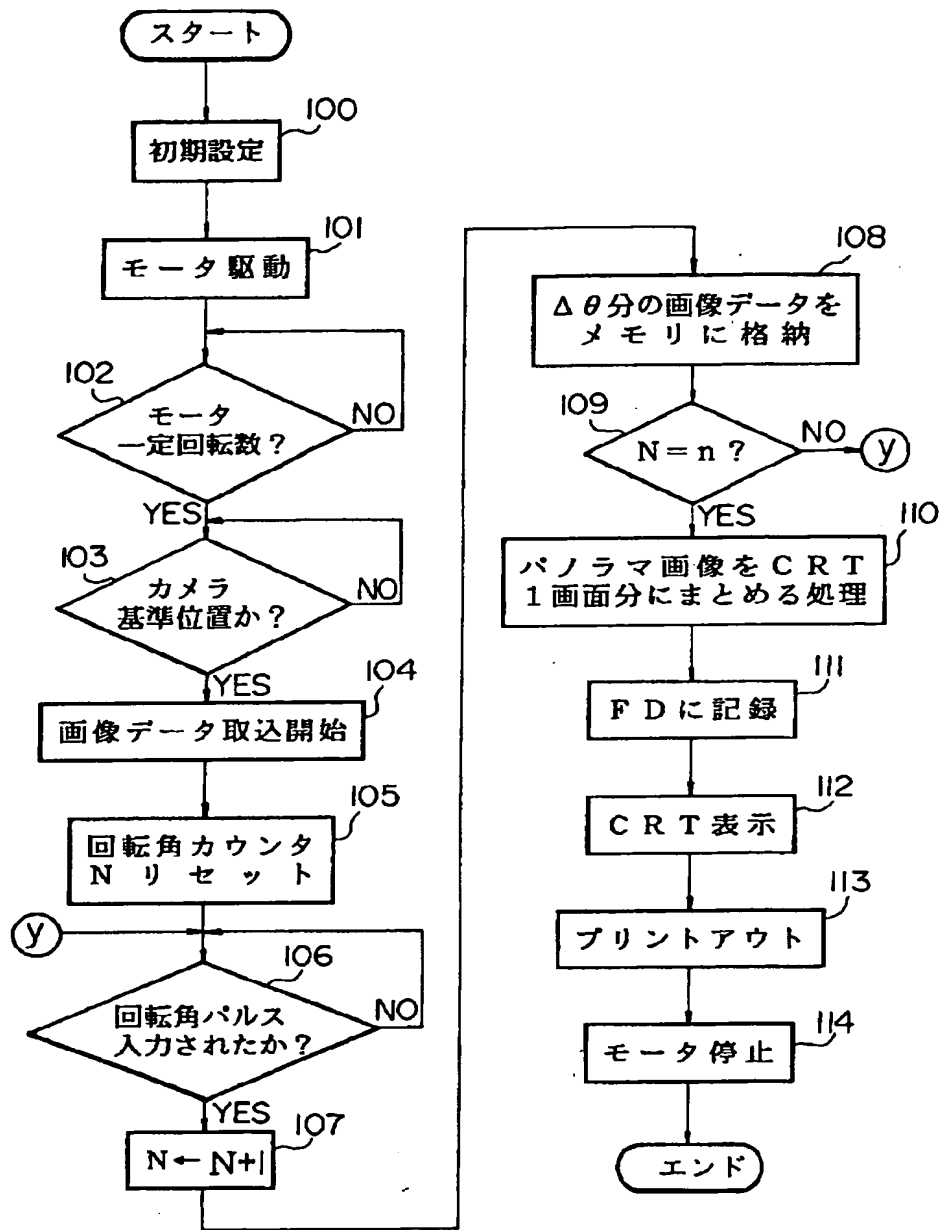 スタート
100
初期設定
101
モータ駆動
102
モータ
一定回転数?
NO
YES
103
カメラ
基準位置か?
NO
YES
104
画像データ取込開始
105
回転角カウンタ
Nリセット
y
106
回転角パルス
入力されたか?
NO
YES
107
N←N+1
108
Δθ分の画像データを
メモリに格納
109
N=n?
NO
y
YES
110
パノラマ画像をCRT
1画面分にまとめる処理
111
FDに記録
112
CRT表示
113
プリントアウト
114
モータ停止
エンド